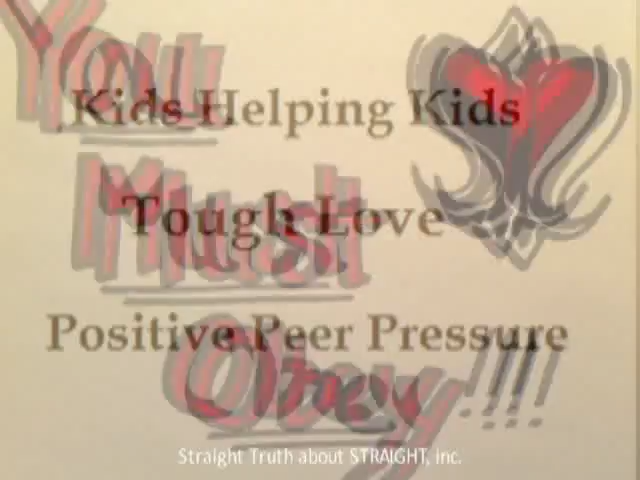 You
Kids Helping Kids
Must
Tough Love
Positive Peer Pressure
Obey!!!!
Straight Truth about STRAIGHT, inc.